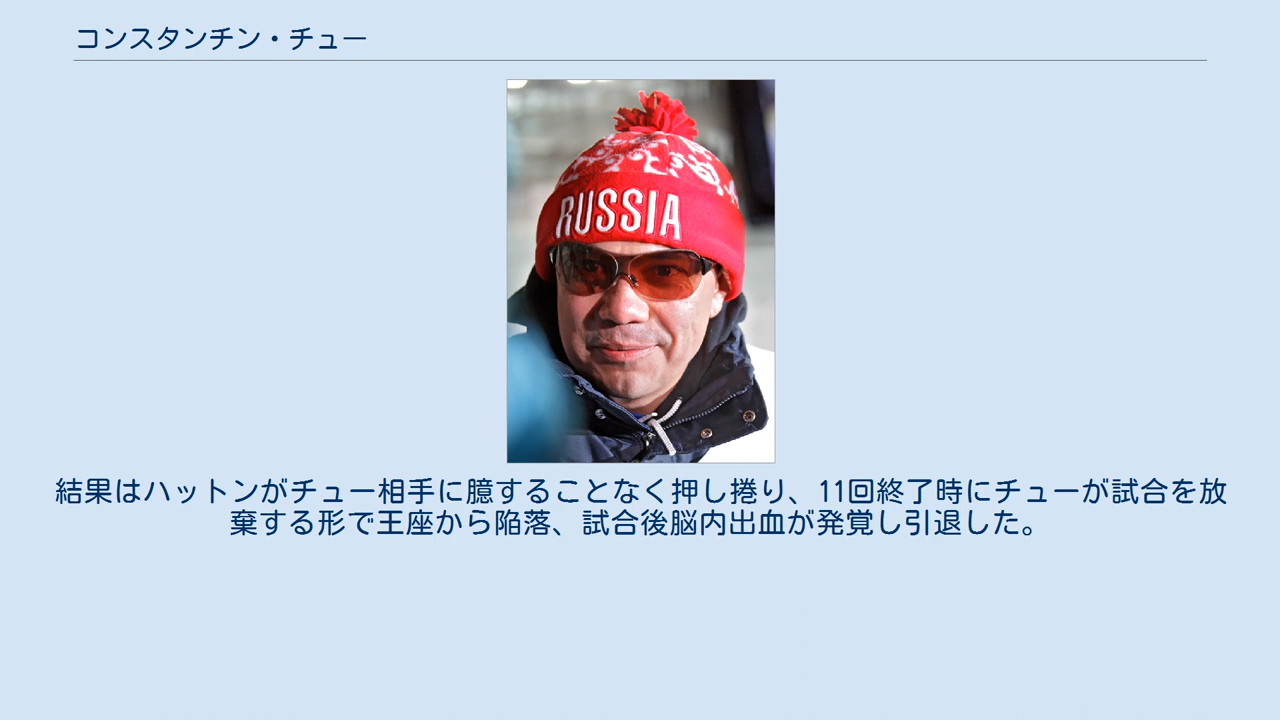 コンスタンチン・チュー
RUSSIA
結果はハットンがチュー相手に臆することなく押し捲り、11回終了時にチューが試合を放
棄する形で王座から陥落、試合後脳内出血が発覚し引退した。